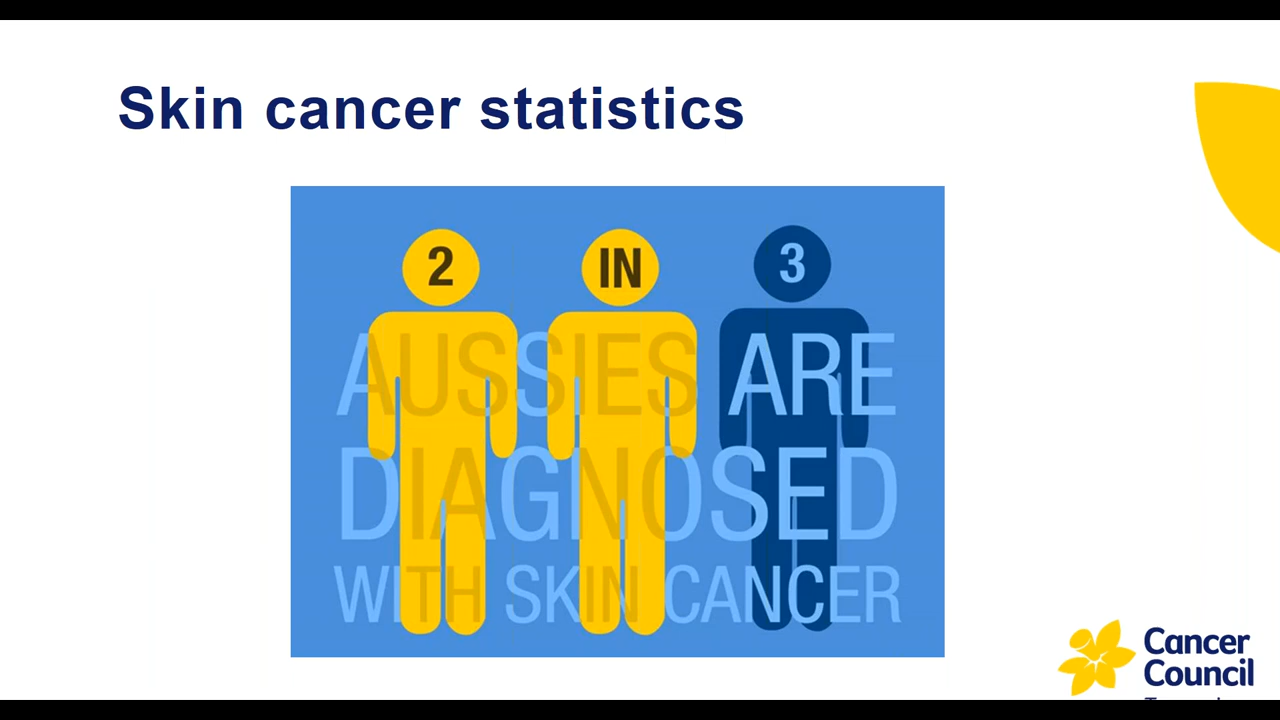 Skin cancer statistics
2 IN 3
AUSSIES ARE
DIAGNOSED
WITH SKIN CANCER
Cancer
Council